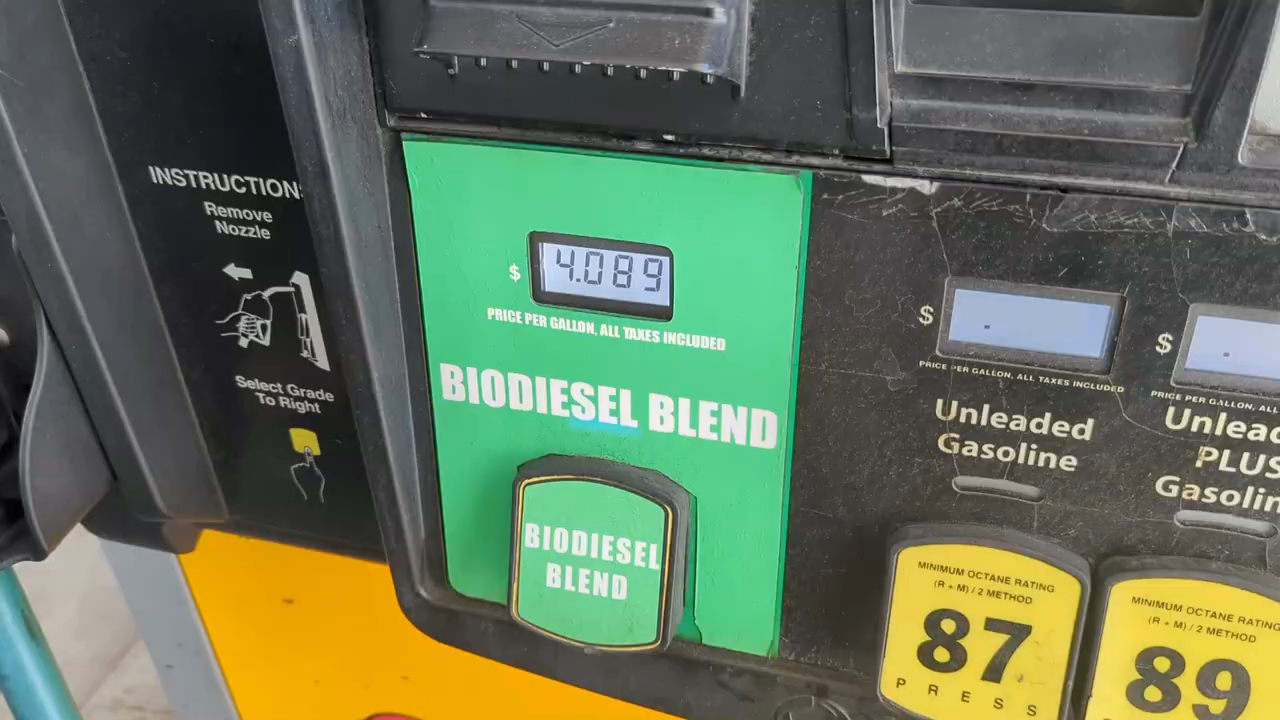 INSTRUCTION
Remove
Nozzle
Select Grade
To Right
$ 4.089
PRICE PER GALLON, ALL TAXES INCLUDED
BIODIESEL BLEND
BIODIESEL
BLEND
$ .
PRICE PER GALLON, ALL TAXES INCLUDED
Unleaded
Gasoline
MINIMUM OCTANE RATING
(R + M) / 2 METHOD
87
PRESS
$ .
PRICE PER GALLON, ALL
Unlead
PLUS
Gasolin
MINIMUM OCTANE RATING
(R + M) / 2 METHOD
89